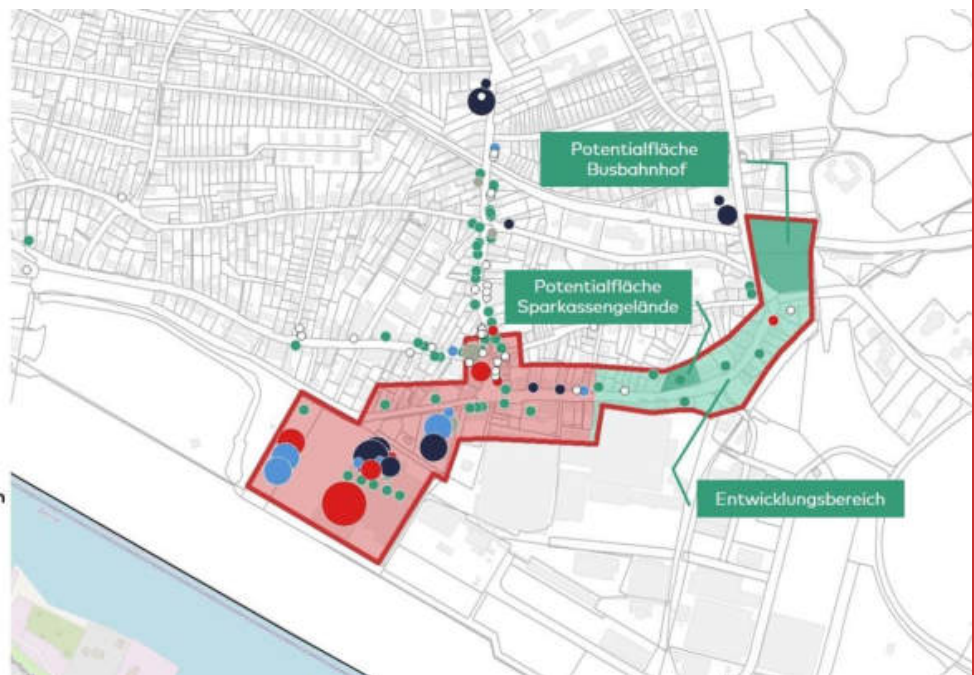 Potentialfläche
Busbahnhof
Potentialfläche
Sparkassengelände
Entwicklungsbereich